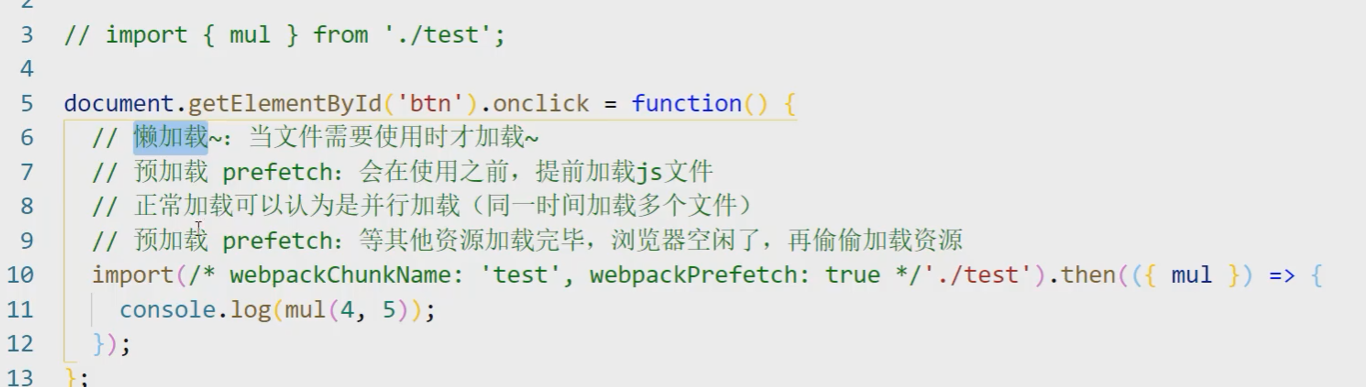 2
3 // import { mul } from './test';
4
5 document.getElementById('btn').onclick = function() {
6 // 懒加载~：当文件需要使用时才加载~
7 // 预加载 prefetch：会在使用之前，提前加载js文件
8 // 正常加载可以认为是并行加载（同一时间加载多个文件）
9 // 预加载 prefetch：等其他资源加载完毕，浏览器空闲了，再偷偷加载资源
10 import(/* webpackChunkName: 'test', webpackPrefetch: true */'./test').then(({ mul }) => {
11 console.log(mul(4, 5));
12 });
13 };